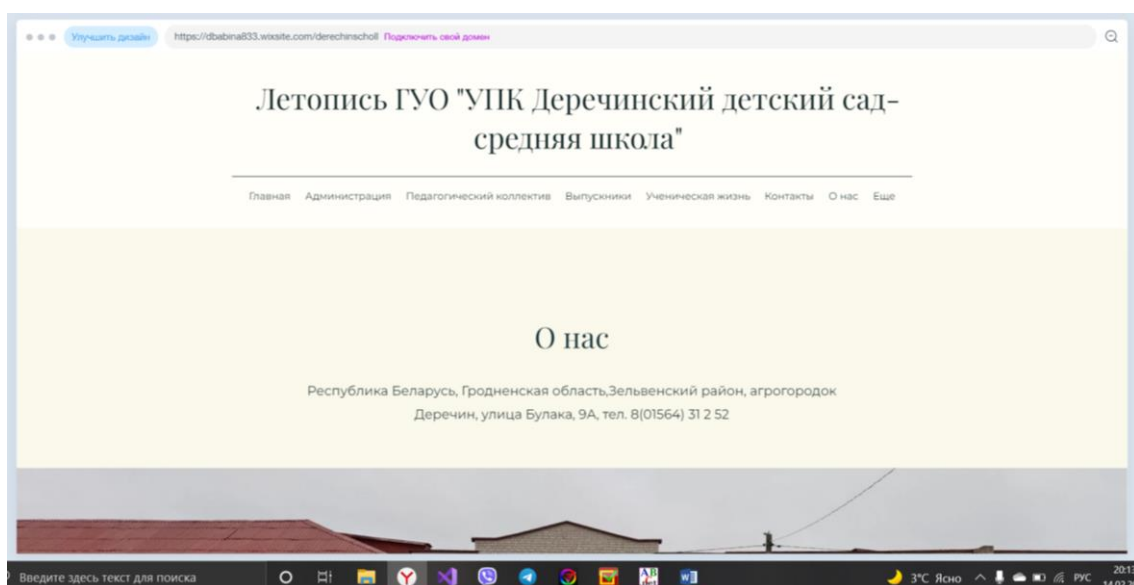 Улучшить дизайн https://dbabina833.wixsite.com/derechinscholl Подключить свой домен
Летопись ГУО "УПК Деречинский детский сад-
средняя школа"
Главная Администрация Педагогический коллектив Выпускники Ученическая жизнь Контакты О нас Еще
О нас
Республика Беларусь, Гродненская область,Зельвенский район, агрогородок
Деречин, улица Булака, 9А, тел. 8(01564) 31 2 52
20:13
Введите здесь текст для поиска 3°C Ясно РУС